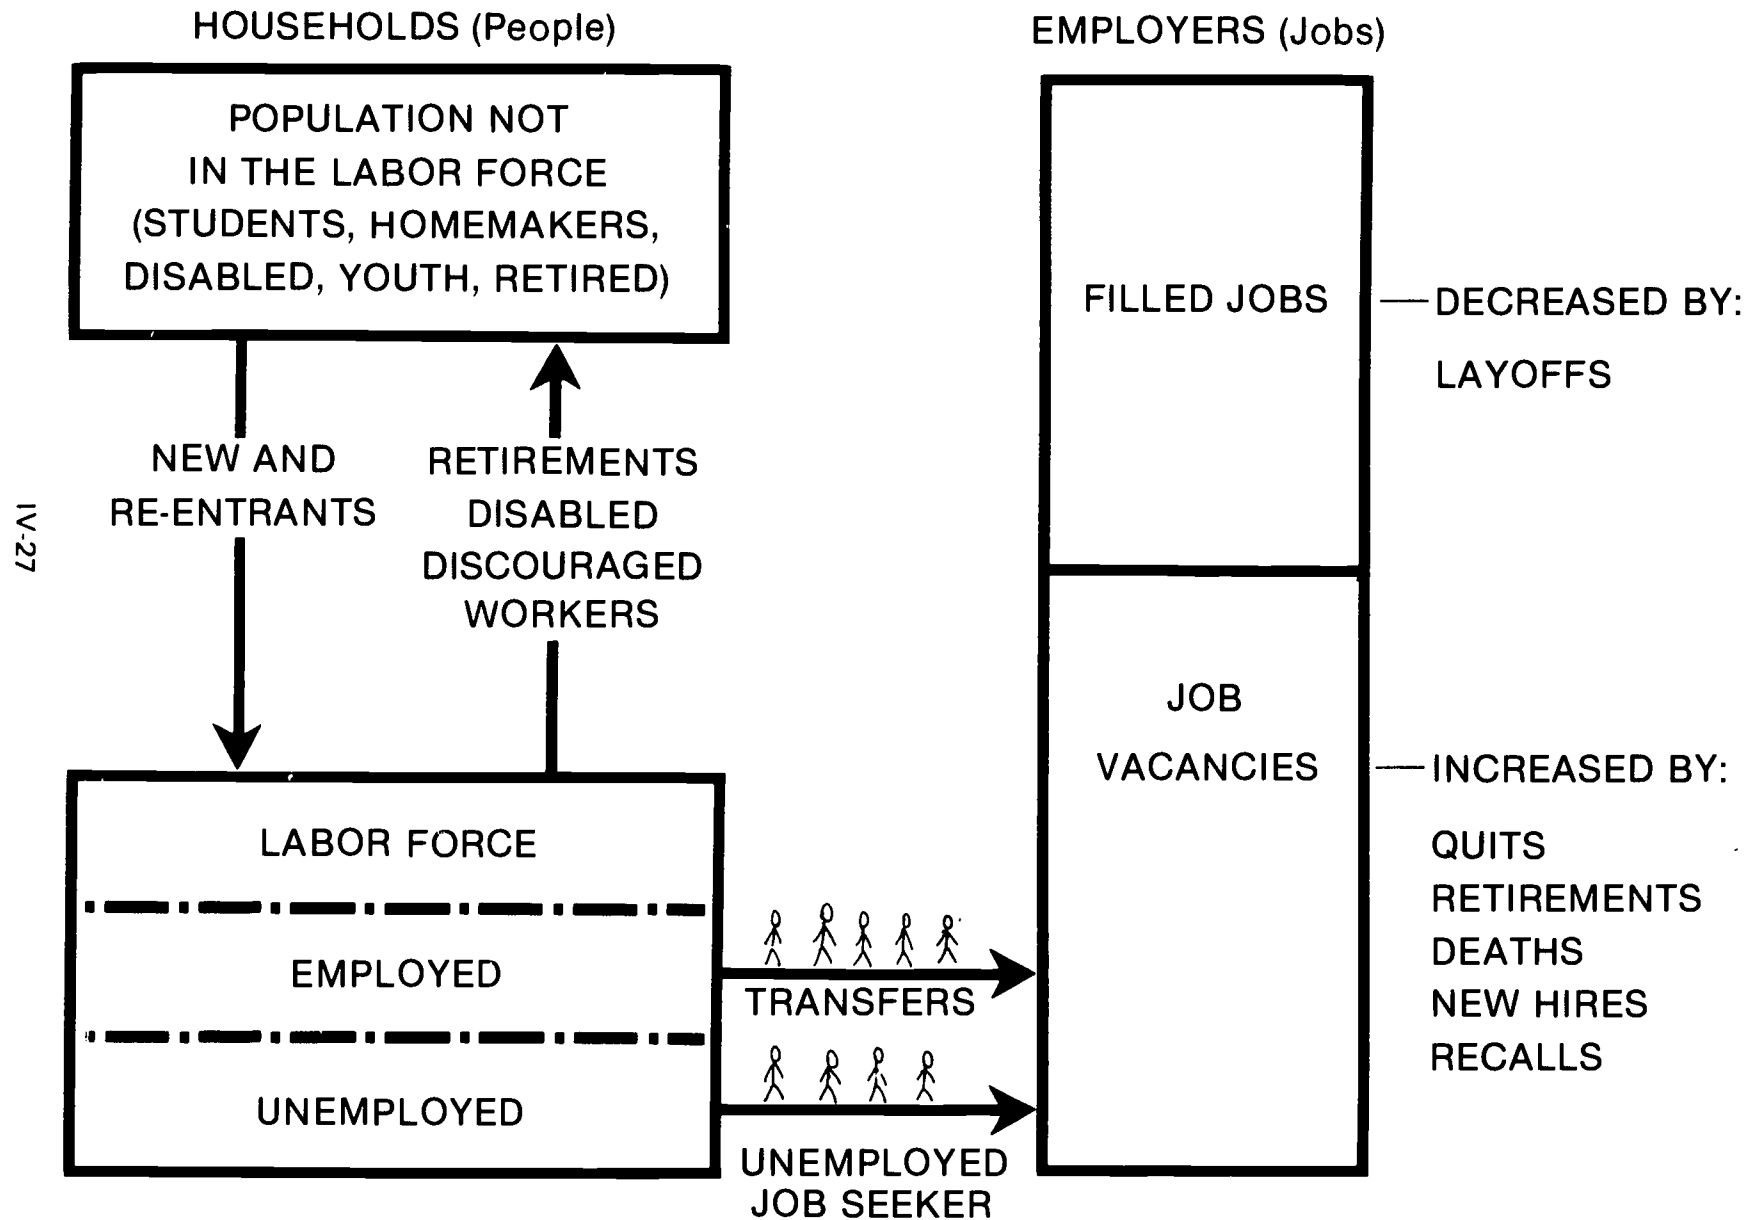 HOUSEHOLDS (People)
POPULATION NOT
IN THE LABOR FORCE
(STUDENTS, HOMEMAKERS,
DISABLED, YOUTH, RETIRED)
NEW AND
RE-ENTRANTS
RETIREMENTS
DISABLED
DISCOURAGED
WORKERS
LABOR FORCE
EMPLOYED
UNEMPLOYED
TRANSFERS
UNEMPLOYED
JOB SEEKER
EMPLOYERS (Jobs)
FILLED JOBS
DECREASED BY:
LAYOFFS
JOB
VACANCIES
INCREASED BY:
QUITS
RETIREMENTS
DEATHS
NEW HIRES
RECALLS
IV-27